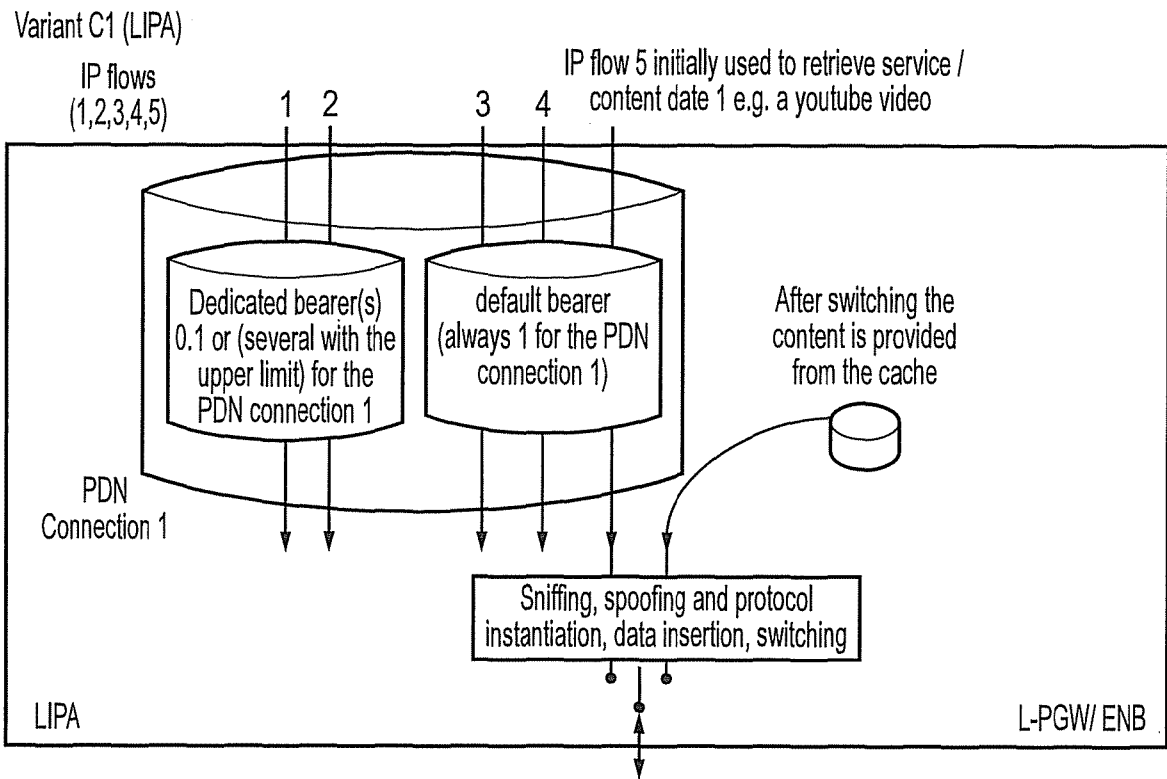 Variant C1 (LIPA)
IP flows
(1,2,3,4,5)
1
2
3
4
IP flow 5 initially used to retrieve service /
content date 1 e.g. a youtube video
Dedicated bearer(s)
0.1 or (several with the
upper limit) for the
PDN connection 1
default bearer
(always 1 for the PDN
connection 1)
After switching the
content is provided
from the cache
PDN
Connection 1
Sniffing, spoofing and protocol
instantiation, data insertion, switching
LIPA
L-PGW/ ENB